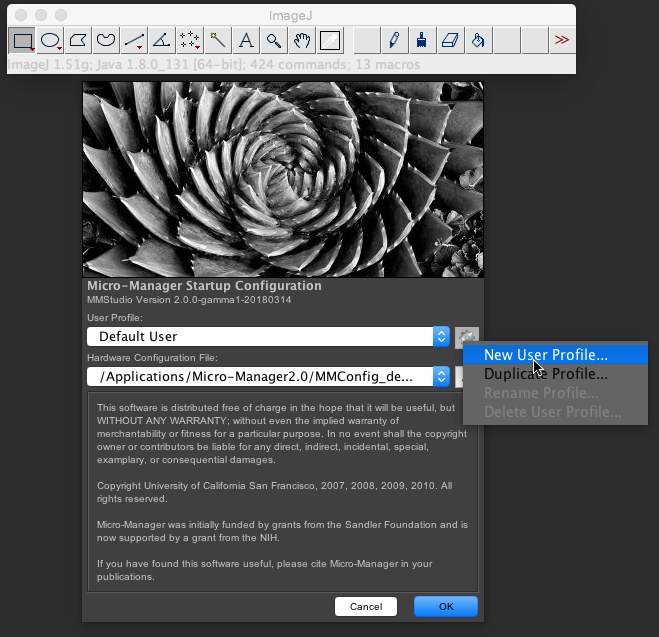 ImageJ
A
>>
ImageJ 1.51g; Java 1.8.0_131 [64-bit]; 424 commands; 13 macros
Micro-Manager Startup Configuration
MMStudio Version 2.0.0-gamma1-20180314
User Profile:
Default User
New User Profile...
Hardware Configuration File:
/Applications/Micro-Manager2.0/MMConfig_de...
Duplicate Profile...
Rename Profile...
Delete User Profile...
This software is distributed free of charge in the hope that it will be useful, but
WITHOUT ANY WARRANTY; without even the implied warranty of
merchantability or fitness for a particular purpose. In no event shall the copyright
owner or contributors be liable for any direct, indirect, incidental, special,
examplary, or consequential damages.
Copyright University of California San Francisco, 2007, 2008, 2009, 2010. All
rights reserved.
Micro-Manager was initially funded by grants from the Sandler Foundation and is
now supported by a grant from the NIH.
If you have found this software useful, please cite Micro-Manager in your
publications.
Cancel
OK